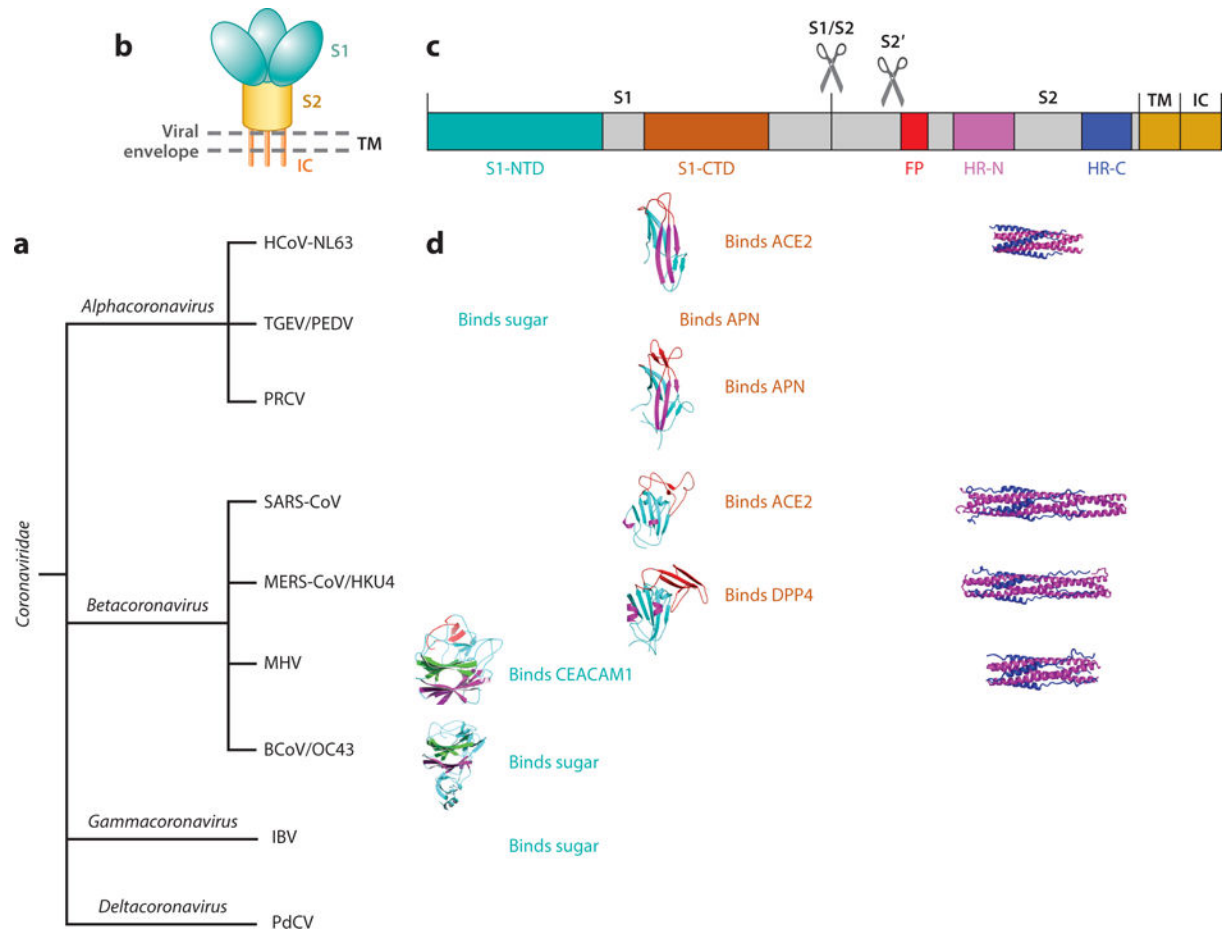 b
S1
S2
Viral
envelope
TM
IC
c
S1/S2
S2′
S1
S2
TM
IC
S1-NTD
S1-CTD
FP
HR-N
HR-C
a
Coronaviridae
Alphacoronavirus
HCoV-NL63
TGEV/PEDV
PRCV
Betacoronavirus
SARS-CoV
MERS-CoV/HKU4
MHV
BCoV/OC43
Gammacoronavirus
IBV
Deltacoronavirus
PdCV
d
Binds ACE2
Binds sugar
Binds APN
Binds APN
Binds ACE2
Binds DPP4
Binds CEACAM1
Binds sugar
Binds sugar